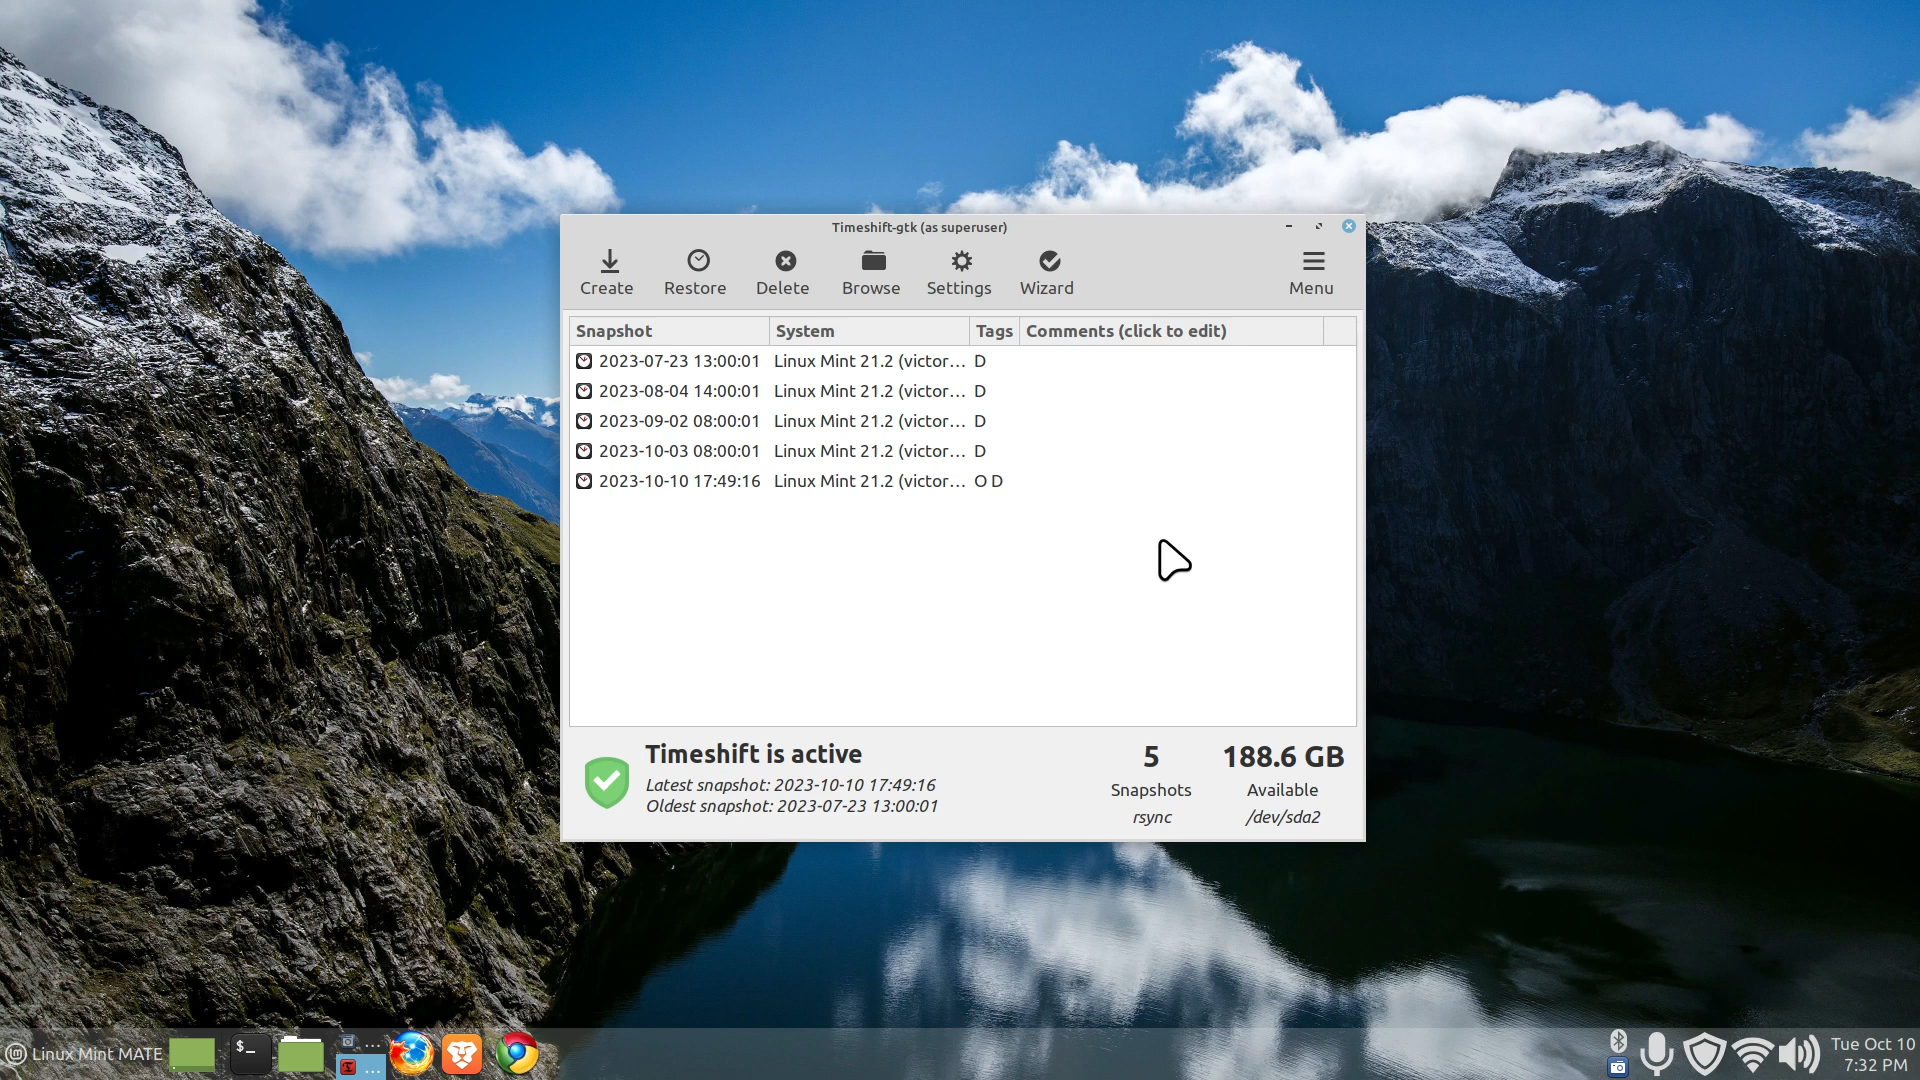 Timeshift-gtk (as superuser)
Create Restore Delete Browse Settings Wizard Menu
Snapshot System Tags Comments (click to edit)
2023-07-23 13:00:01 Linux Mint 21.2 (victor… D
2023-08-04 14:00:01 Linux Mint 21.2 (victor… D
2023-09-02 08:00:01 Linux Mint 21.2 (victor… D
2023-10-03 08:00:01 Linux Mint 21.2 (victor… D
2023-10-10 17:49:16 Linux Mint 21.2 (victor… O D
Timeshift is active
Latest snapshot: 2023-10-10 17:49:16
Oldest snapshot: 2023-07-23 13:00:01
5
Snapshots
rsync
188.6 GB
Available
/dev/sda2
Linux Mint MATE
$_
...
...
Tue Oct 10
7:32 PM